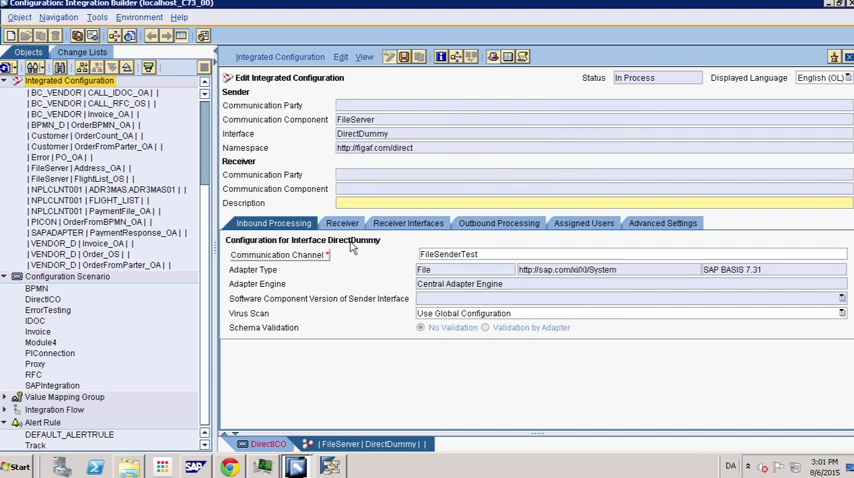 Configuration: Integration Builder (localhost_C73_00)
Object Navigation Tools Environment Help
Objects Change Lists
Integrated Configuration
| BC_VENDOR | CALL_IDOC_OA | |
| BC_VENDOR | CALL_RFC_OS | |
| BC_VENDOR | Invoice_OA | |
| BPMN_D | OrderBPMN_OA | |
| Customer | OrderCount_OA | |
| Customer | OrderFromParter_OA | |
| Error | PO_OA | |
| FileServer | Address_OA | |
| FileServer | FlightList_OS | |
| NPLCLNT001 | ADR3MAS.ADR3MAS01 | |
| NPLCLNT001 | FLIGHT_LIST | |
| NPLCLNT001 | PaymentFile_OA | |
| PICON | OrderFromBPMN_OA | |
| SAPADAPTER | PaymentResponse_OA | |
| VENDOR_D | Invoice_OA | |
| VENDOR_D | Order_OS | |
| VENDOR_D | OrderFromParter_OA | |
Configuration Scenario
BPMN
DirectICO
ErrorTesting
IDOC
Invoice
Module4
PIConnection
Proxy
RFC
SAPIntegration
Value Mapping Group
Integration Flow
Alert Rule
DEFAULT_ALERTRULE
Track
Integrated Configuration Edit View
Edit Integrated Configuration Status In Process Displayed Language English (OL)
Sender
Communication Party
Communication Component FileServer
Interface DirectDummy
Namespace http://figaf.com/direct
Receiver
Communication Party
Communication Component
Description
Inbound Processing Receiver Receiver Interfaces Outbound Processing Assigned Users Advanced Settings
Configuration for Interface DirectDummy
Communication Channel * FileSenderTest
Adapter Type File http://sap.com/xi/XI/System SAP BASIS 7.31
Adapter Engine Central Adapter Engine
Software Component Version of Sender Interface
Virus Scan Use Global Configuration
Schema Validation No Validation Validation by Adapter
DirectICO | FileServer | DirectDummy | |
Start SAP DA 3:01 PM
8/6/2015